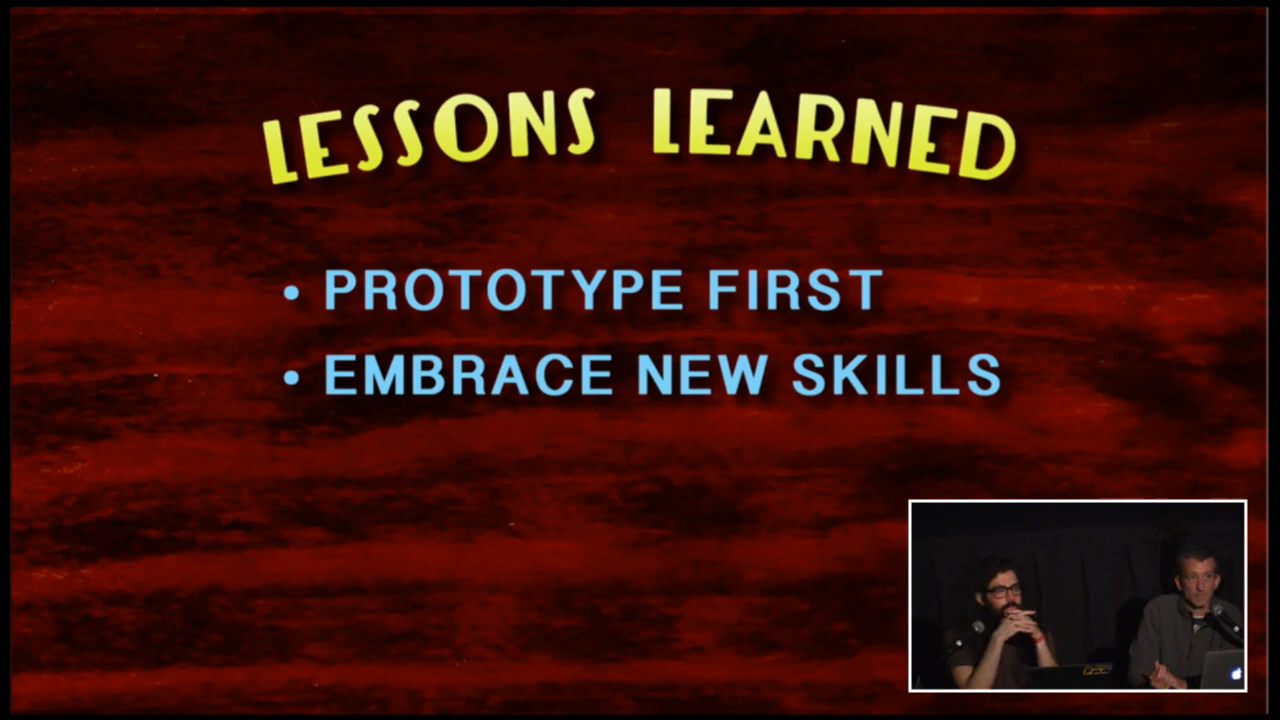 LESSONS LEARNED
• PROTOTYPE FIRST
• EMBRACE NEW SKILLS